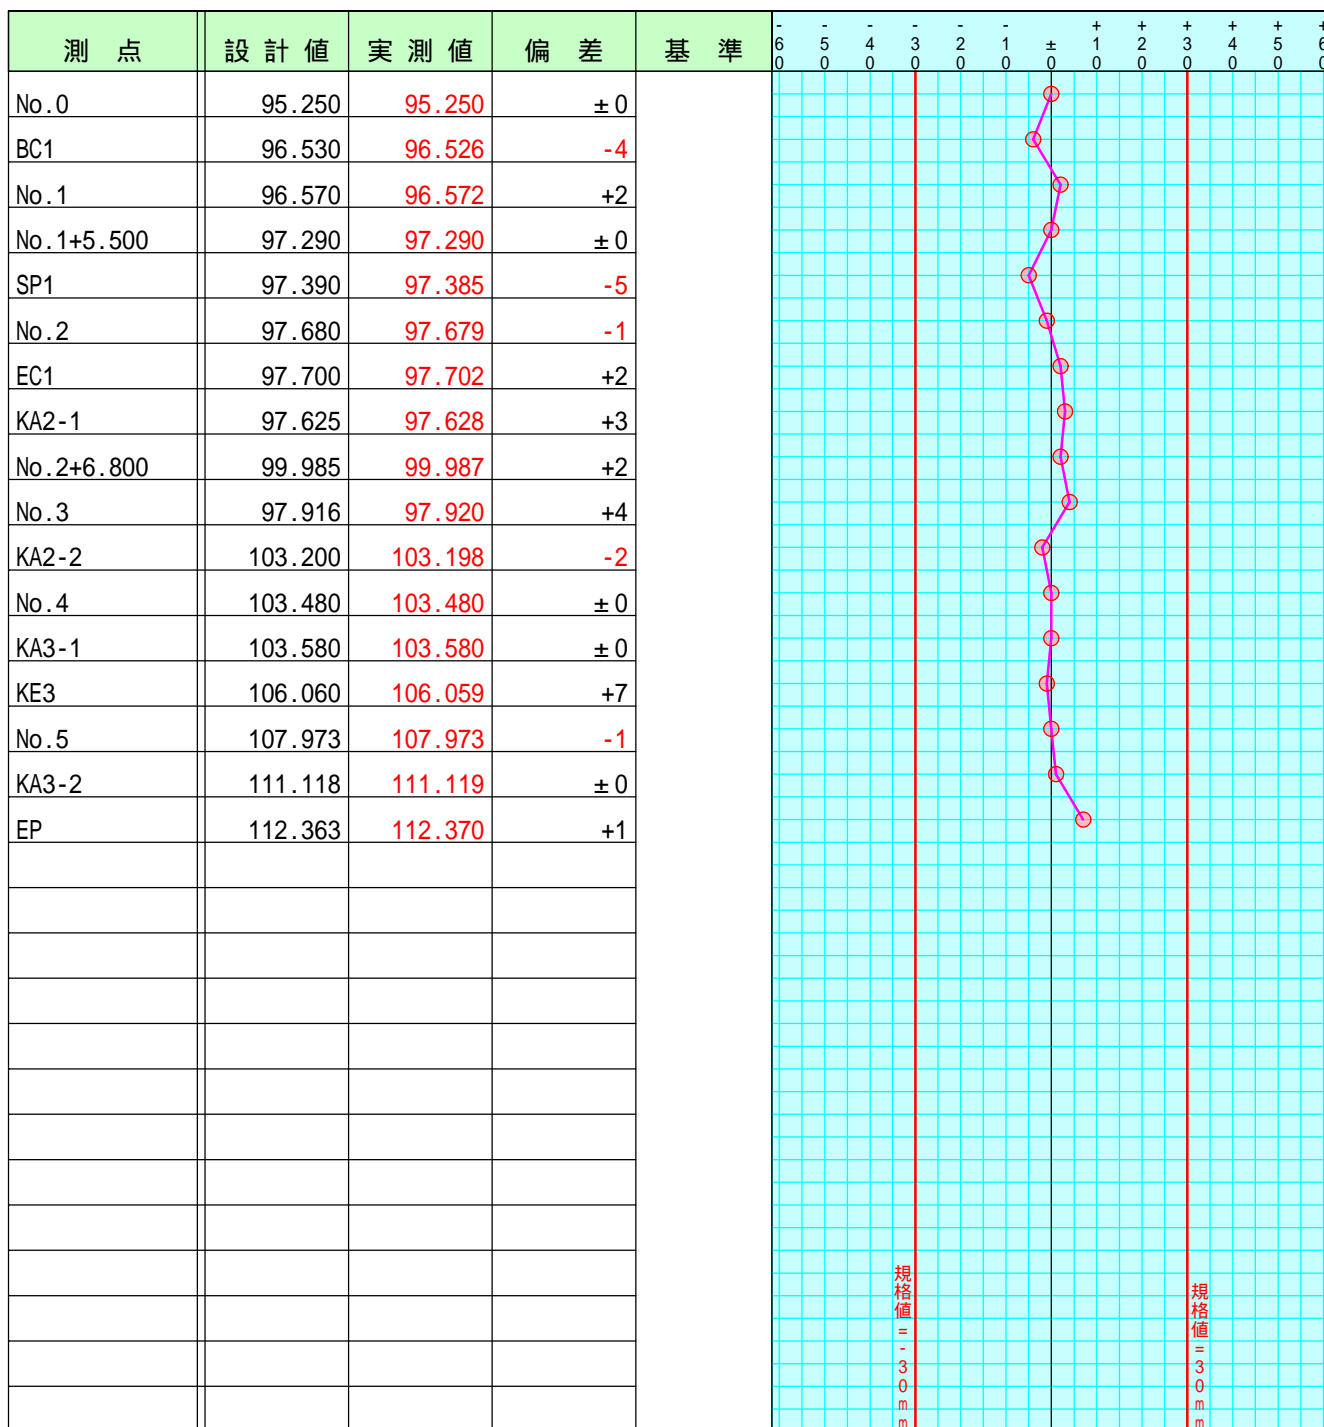 測点 設計値 実測値 偏差 基準 -60 -50 -40 -30 -20 -10 ±0 +10 +20 +30 +40 +50 +60
No.0 95.250 95.250 ±0
BC1 96.530 96.526 -4
No.1 96.570 96.572 +2
No.1+5.500 97.290 97.290 ±0
SP1 97.390 97.385 -5
No.2 97.680 97.679 -1
EC1 97.700 97.702 +2
KA2-1 97.625 97.628 +3
No.2+6.800 99.985 99.987 +2
No.3 97.916 97.920 +4
KA2-2 103.200 103.198 -2
No.4 103.480 103.480 ±0
KA3-1 103.580 103.580 ±0
KE3 106.060 106.059 +7
No.5 107.973 107.973 -1
KA3-2 111.118 111.119 ±0
EP 112.363 112.370 +1
規格値=-30mm
規格値=30mm